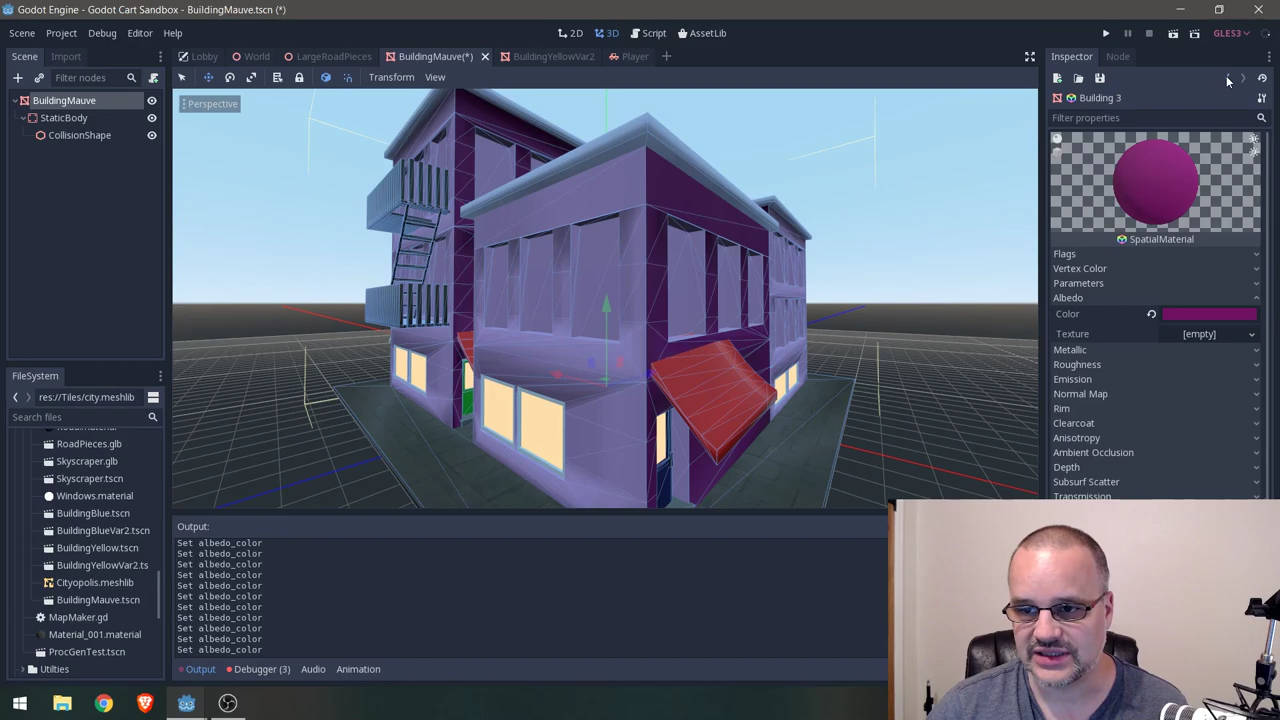 Godot Engine - Godot Cart Sandbox - BuildingMauve.tscn (*)
Scene Project Debug Editor Help
2D 3D Script AssetLib
GLES3
Scene Import
Lobby World LargeRoadPieces BuildingMauve(*) BuildingYellowVar2 Player
Inspector Node
Filter nodes
Transform View
BuildingMauve
StaticBody
CollisionShape
Perspective
Building 3
Filter properties
SpatialMaterial
Flags
Vertex Color
Parameters
Albedo
Color
Texture [empty]
Metallic
Roughness
Emission
Normal Map
Rim
Clearcoat
Anisotropy
Ambient Occlusion
Depth
Subsurf Scatter
Transmission
FileSystem
res://Tiles/city.meshlib
Search files
RoadPieces.glb
Skyscraper.glb
Skyscraper.tscn
Windows.material
BuildingBlue.tscn
BuildingBlueVar2.tscn
BuildingYellow.tscn
BuildingYellowVar2.ts
Cityopolis.meshlib
BuildingMauve.tscn
MapMaker.gd
Material_001.material
ProcGenTest.tscn
Utilties
Output:
Set albedo_color
Set albedo_color
Set albedo_color
Set albedo_color
Set albedo_color
Set albedo_color
Set albedo_color
Set albedo_color
Set albedo_color
Set albedo_color
Set albedo_color
Output Debugger (3) Audio Animation